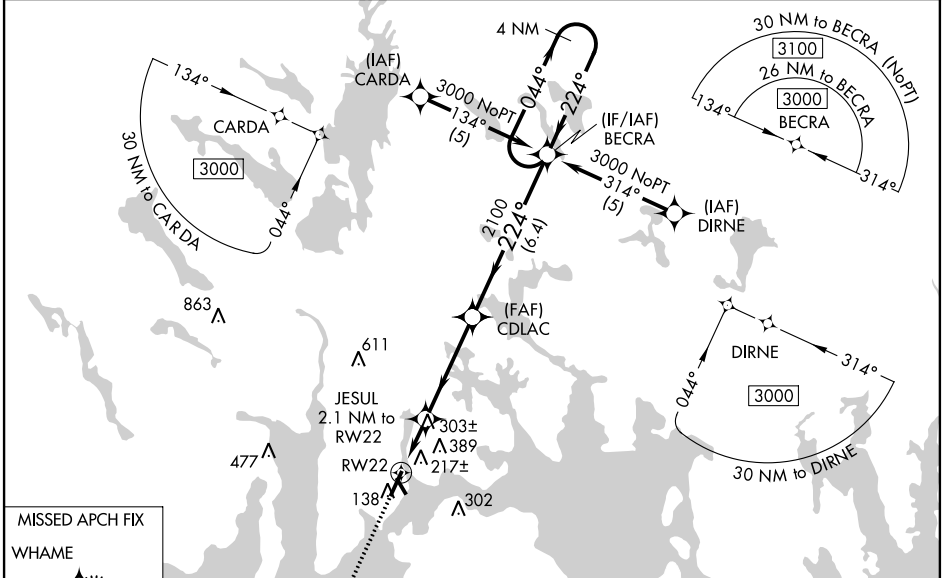 4 NM
044°
224°
(IAF)
CARDA
3000 NoPT
134°
(5)
(IF/IAF)
BECRA
3000 NoPT
314°
(5)
(IAF)
DIRNE
2100
224°
(6.4)
(FAF)
CDLAC
134°
CARDA
3000
044°
30 NM to CARDA
30 NM to BECRA (NoPT)
3100
26 NM to BECRA
3000
BECRA
134°
314°
863
611
JESUL
2.1 NM to
RW22
303±
389
217±
477
RW22
138
302
DIRNE
314°
044°
3000
30 NM to DIRNE
MISSED APCH FIX
WHAME